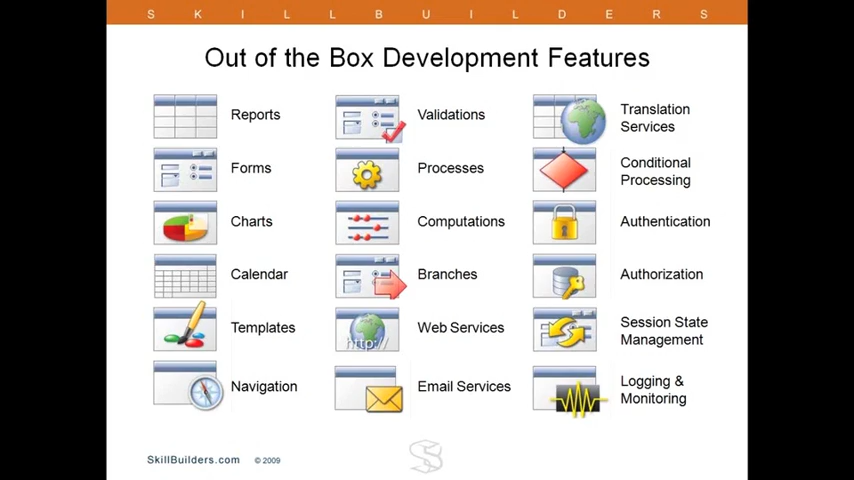 S K I L L B U I L D E R S
Out of the Box Development Features
Reports
Validations
Translation
Services
Forms
Processes
Conditional
Processing
Charts
Computations
Authentication
Calendar
Branches
Authorization
Templates
http://
Web Services
Session State
Management
Navigation
Email Services
Logging &
Monitoring
SkillBuilders.com © 2009